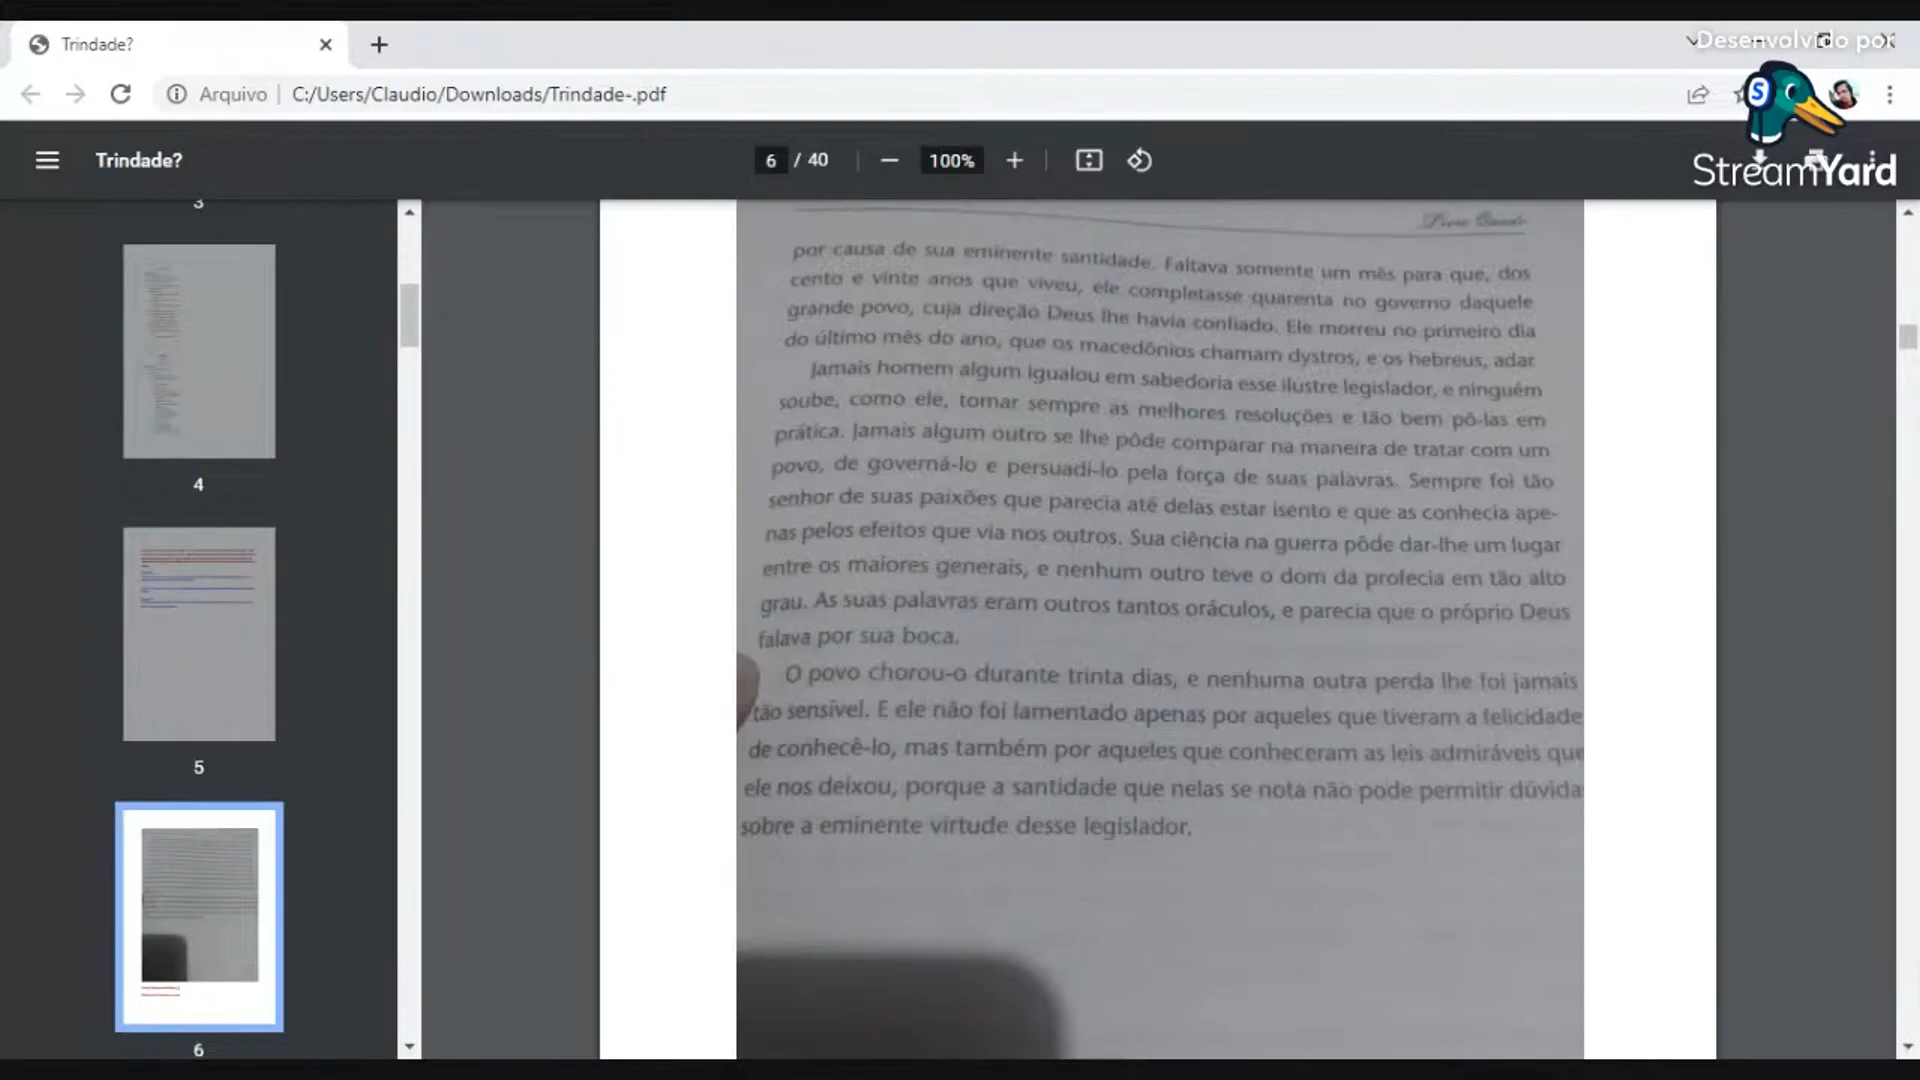 Trindade?
Desenvolvido por
Arquivo
C:/Users/Claudio/Downloads/Trindade-.pdf
Trindade?
6 / 40
100%
StreamYard
3
4
5
6
Livro Quarto
por causa de sua eminente santidade. Faltava somente um mês para que, dos
cento e vinte anos que viveu, ele completasse quarenta no governo daquele
grande povo, cuja direção Deus lhe havia confiado. Ele morreu no primeiro dia
do último mês do ano, que os macedônios chamam dystros, e os hebreus, adar.
Jamais homem algum igualou em sabedoria esse ilustre legislador, e ninguém
soube, como ele, tomar sempre as melhores resoluções e tão bem pô-las em
prática. Jamais algum outro se lhe pôde comparar na maneira de tratar com um
povo, de governá-lo e persuadi-lo pela força de suas palavras. Sempre foi tão
senhor de suas paixões que parecia até delas estar isento e que as conhecia ape-
nas pelos efeitos que via nos outros. Sua ciência na guerra pôde dar-lhe um lugar
entre os maiores generais, e nenhum outro teve o dom da profecia em tão alto
grau. As suas palavras eram outros tantos oráculos, e parecia que o próprio Deus
falava por sua boca.
O povo chorou-o durante trinta dias, e nenhuma outra perda lhe foi jamais
tão sensível. E ele não foi lamentado apenas por aqueles que tiveram a felicidade
de conhecê-lo, mas também por aqueles que conheceram as leis admiráveis que
ele nos deixou, porque a santidade que nelas se nota não pode permitir dúvida
sobre a eminente virtude desse legislador.